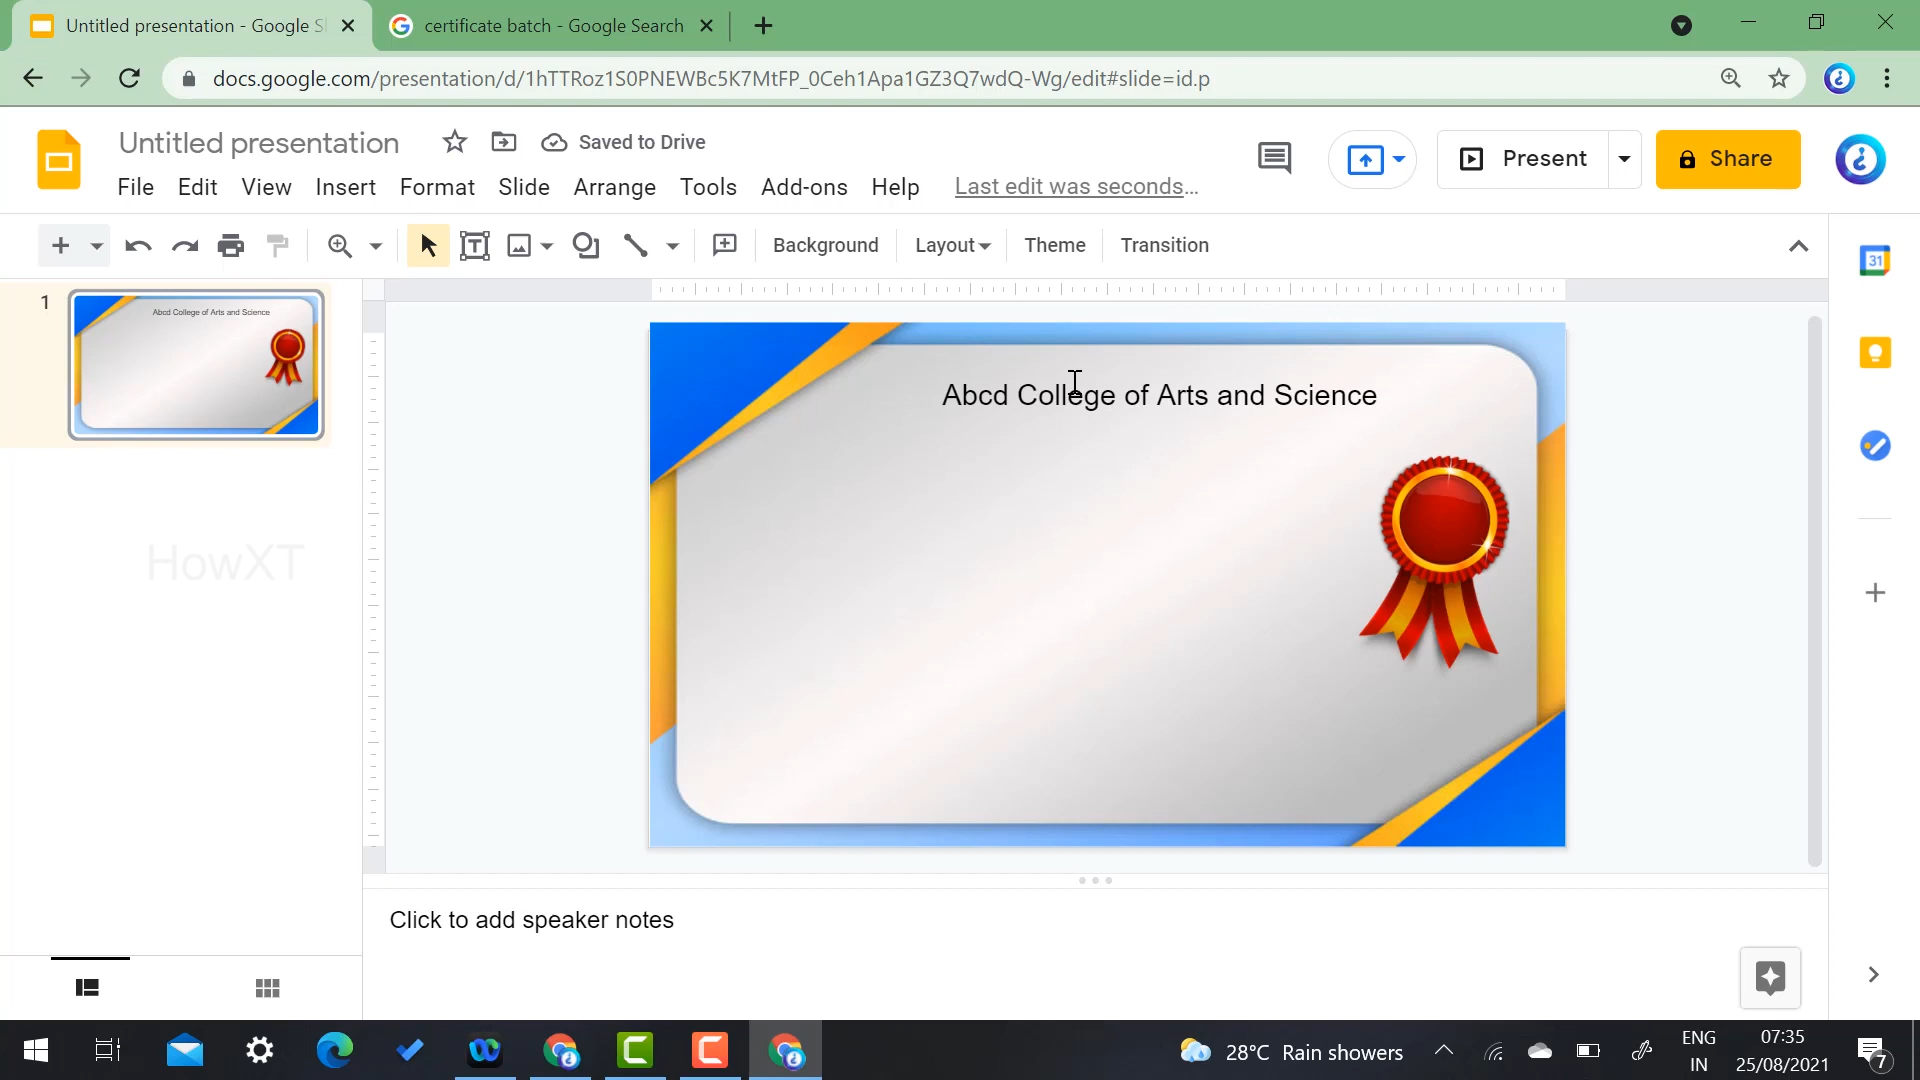 Untitled presentation - Google Sl
certificate batch - Google Search
docs.google.com/presentation/d/1hTTRoz1S0PNEWBc5K7MtFP_0Ceh1Apa1GZ3Q7wdQ-Wg/edit#slide=id.p
Untitled presentation
Saved to Drive
Present
Share
File Edit View Insert Format Slide Arrange Tools Add-ons Help Last edit was seconds...
Background Layout Theme Transition
31
1
Abcd College of Arts and Science
Abcd College of Arts and Science
HowXT
Click to add speaker notes
28°C Rain showers
ENG
IN
07:35
25/08/2021
7